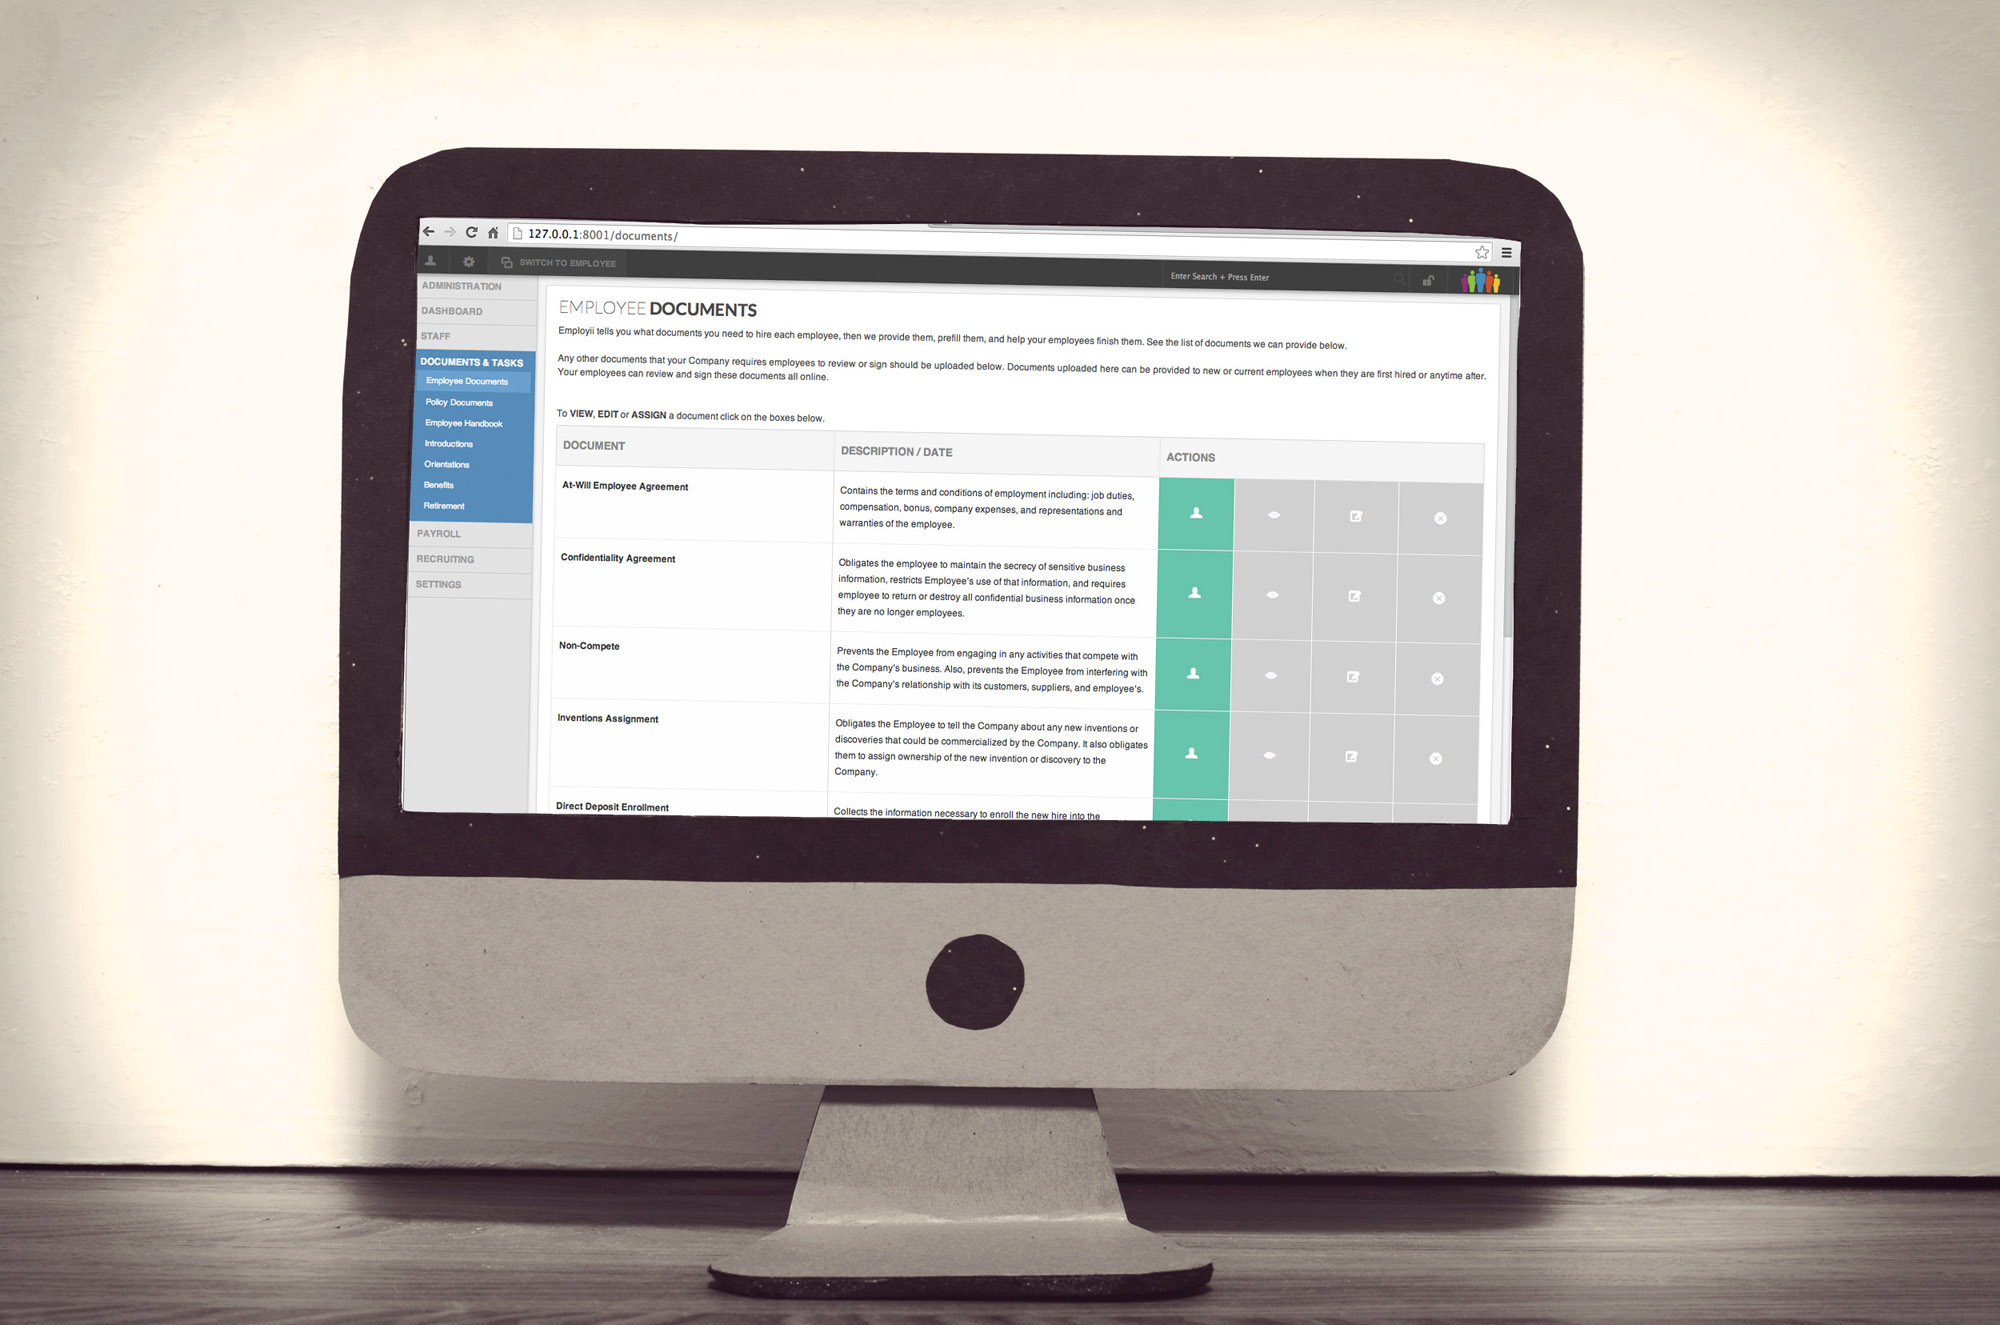 127.0.0.1:8001/documents/
SWITCH TO EMPLOYEE
Enter Search + Press Enter
ADMINISTRATION
DASHBOARD
STAFF
DOCUMENTS & TASKS
Employee Documents
Policy Documents
Employee Handbook
Introductions
Orientations
Benefits
Retirement
PAYROLL
RECRUITING
SETTINGS
EMPLOYEE DOCUMENTS
Employii tells you what documents you need to hire each employee, then we provide them, prefill them, and help your employees finish them. See the list of documents we can provide below.
Any other documents that your Company requires employees to review or sign should be uploaded below. Documents uploaded here can be provided to new or current employees when they are first hired or anytime after.
Your employees can review and sign these documents all online.
To VIEW, EDIT or ASSIGN a document click on the boxes below.
DOCUMENT
DESCRIPTION / DATE
ACTIONS
At-Will Employee Agreement
Contains the terms and conditions of employment including: job duties,
compensation, bonus, company expenses, and representations and
warranties of the employee.
Confidentiality Agreement
Obligates the employee to maintain the secrecy of sensitive business
information, restricts Employee's use of that information, and requires
employee to return or destroy all confidential business information once
they are no longer employees.
Non-Compete
Prevents the Employee from engaging in any activities that compete with
the Company's business. Also, prevents the Employee from interfering with
the Company's relationship with its customers, suppliers, and employee's.
Inventions Assignment
Obligates the Employee to tell the Company about any new inventions or
discoveries that could be commercialized by the Company. It also obligates
them to assign ownership of the new invention or discovery to the
Company.
Direct Deposit Enrollment
Collects the information necessary to enroll the new hire into the